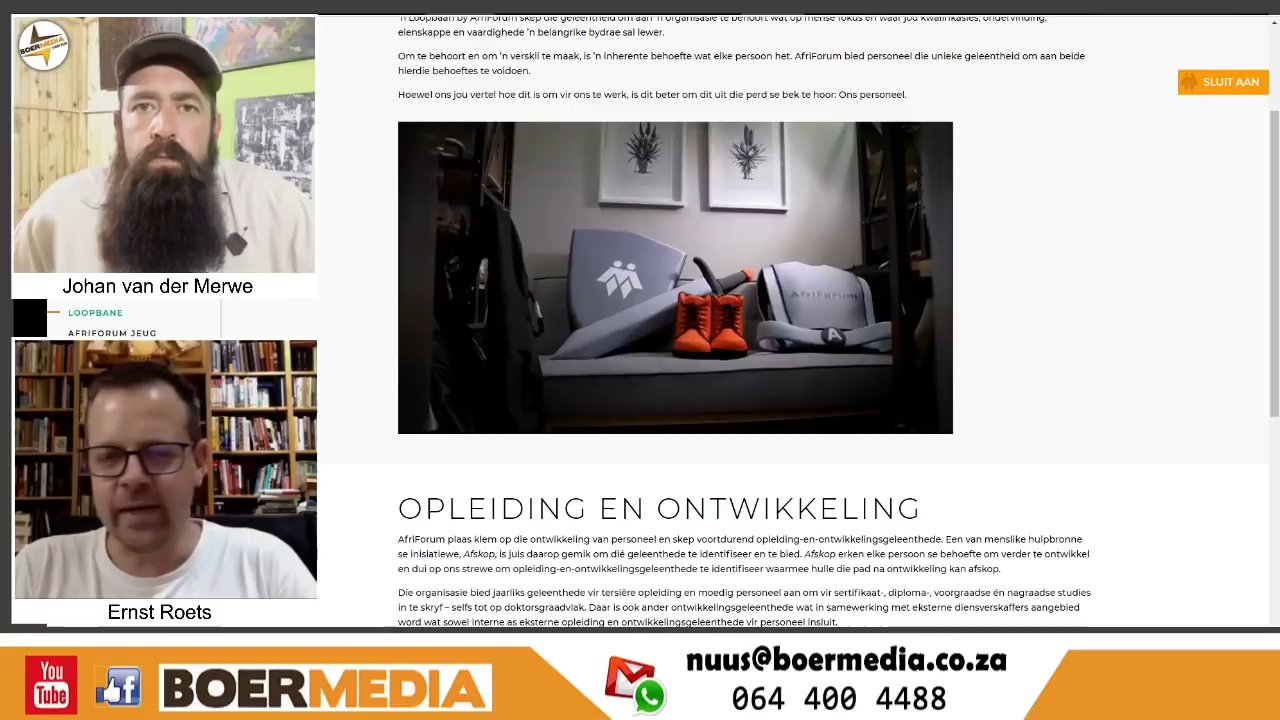 'n Loopbaan by AfriForum skep die geleentheid om aan 'n organisasie te behoort wat op mense fokus en waar jou kwalifikasies, ondervinding,
eienskappe en vaardighede 'n belangrike bydrae sal lewer.
Om te behoort en om 'n verskil te maak, is 'n inherente behoefte wat elke persoon het. AfriForum bied personeel die unieke geleentheid om aan beide
hierdie behoeftes te voldoen.
Hoewel ons jou vertel hoe dit is om vir ons te werk, is dit beter om dit uit die perd se bek te hoor: Ons personeel.
SLUIT AAN
BOERMEDIA
Johan van der Merwe
LOOPBANE
AFRIFORUM JEUG
AfriForum
A
Ernst Roets
OPLEIDING EN ONTWIKKELING
AfriForum plaas klem op die ontwikkeling van personeel en skep voortdurend opleiding-en-ontwikkelingsgeleenthede. Een van menslike hulpbronne
se inisiatiewe, Afskop, is juis daarop gemik om dié geleenthede te identifiseer en te bied. Afskop erken elke persoon se behoefte om verder te ontwikkel
en dui op ons strewe om opleiding-en-ontwikkelingsgeleenthede te identifiseer waarmee hulle die pad na ontwikkeling kan afskop.
Die organisasie bied jaarliks geleenthede vir tersiêre opleiding en moedig personeel aan om vir sertifikaat-, diploma-, voorgraadse én nagraadse studies
in te skryf – selfs tot op doktorsgraadvlak. Daar is ook ander ontwikkelingsgeleenthede wat in samewerking met eksterne diensverskaffers aangebied
word wat sowel interne as eksterne opleiding en ontwikkelingsgeleenthede vir personeel insluit.
You
Tube
f
BOERMEDIA
nuus@boermedia.co.za
064 400 4488